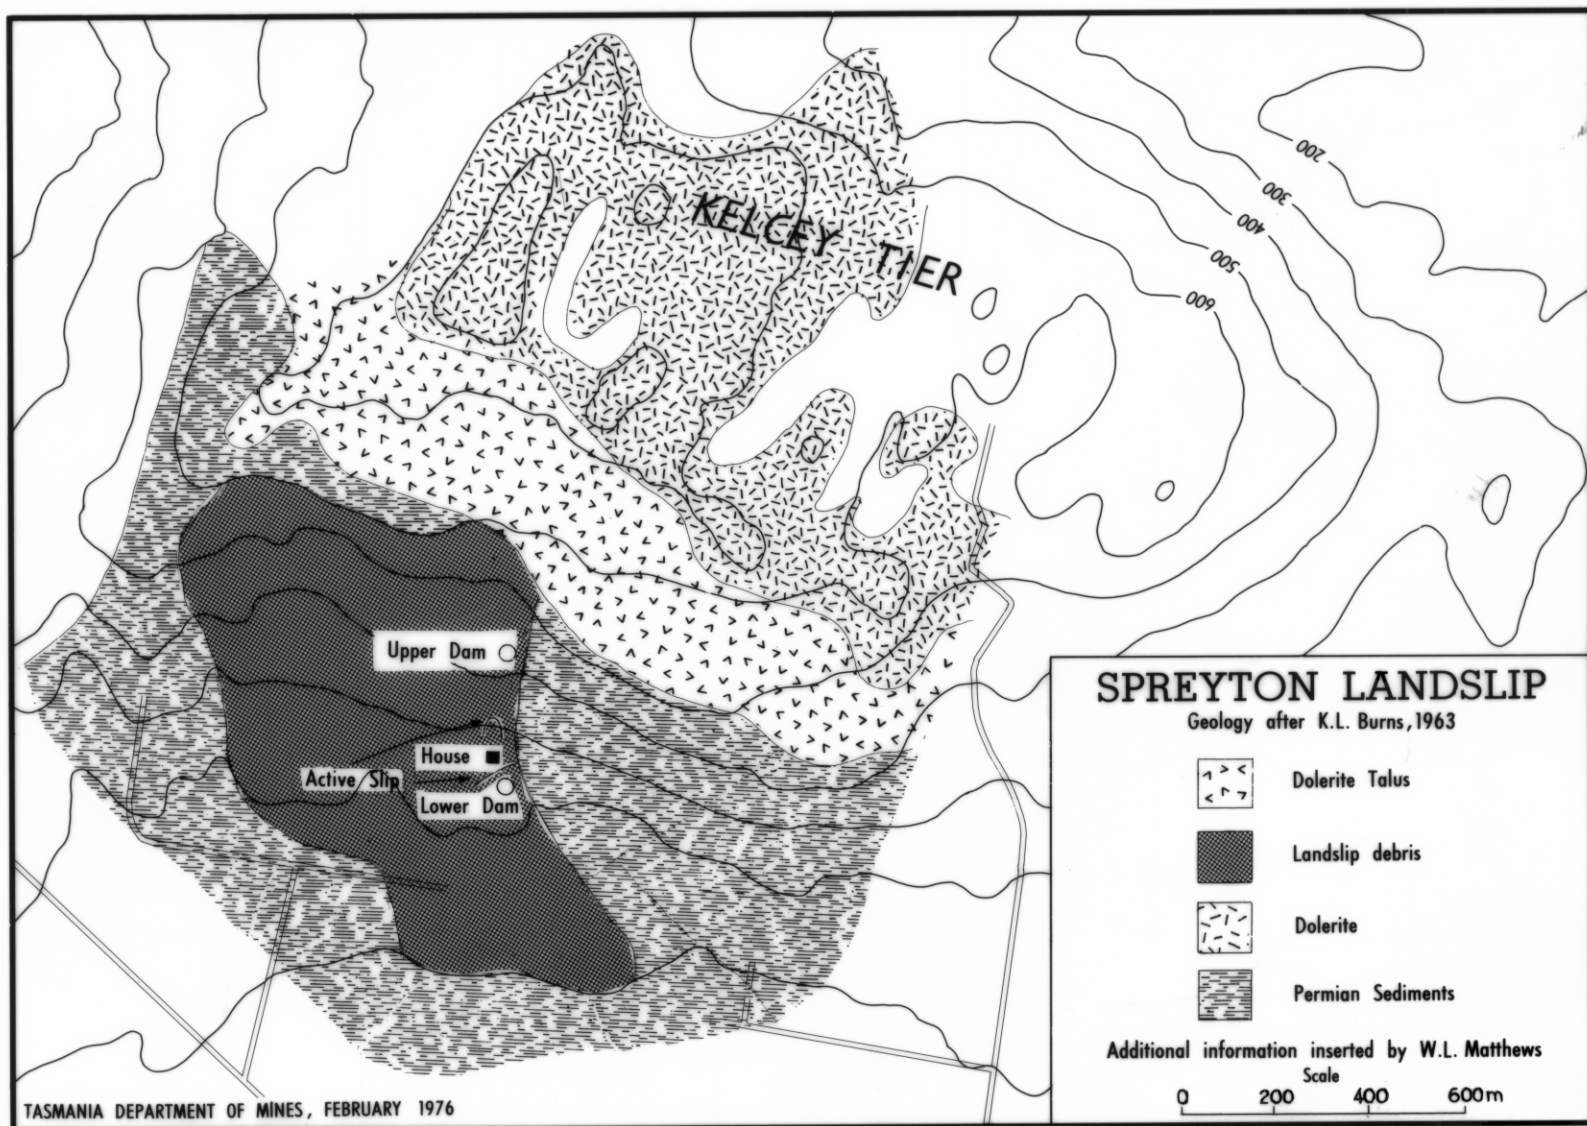 KELCEY TIER
200
300
400
500
600
Upper Dam
House
Active Slip
Lower Dam
SPREYTON LANDSLIP
Geology after K.L. Burns, 1963
Dolerite Talus
Landslip debris
Dolerite
Permian Sediments
Additional information inserted by W.L. Matthews
Scale
0 200 400 600m
TASMANIA DEPARTMENT OF MINES, FEBRUARY 1976